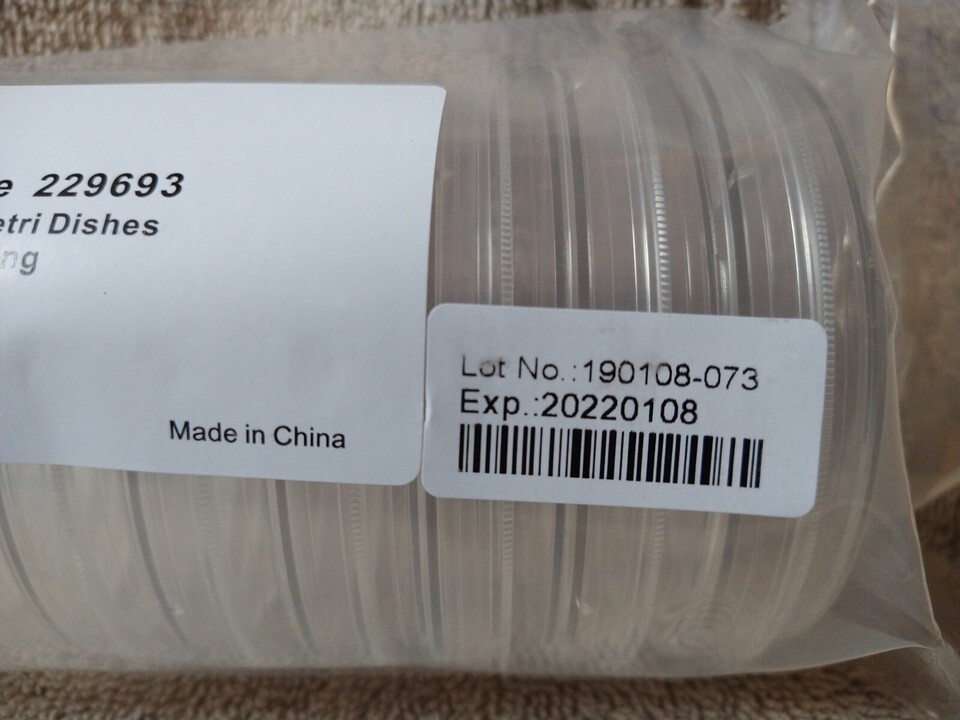 e 229693
etri Dishes
ng
Made in China
Lot No.:190108-073
Exp.:20220108